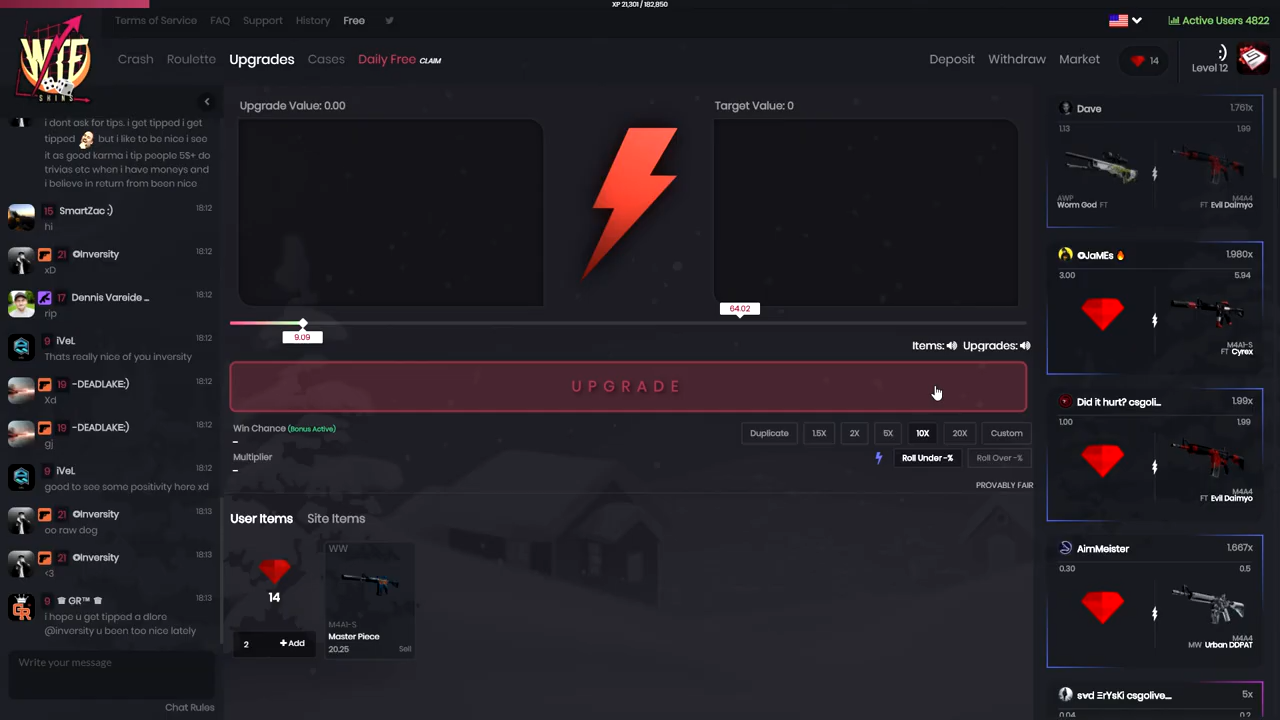 XP 21,301 / 182,850
Terms of Service FAQ Support History Free
Active Users 4822
WTF
SKINS
Crash Roulette Upgrades Cases Daily Free CLAIM
Deposit Withdraw Market 14
:)
Level 12
i dont ask for tips. i get tipped i get
tipped but i like to be nice i see
it as good karma i tip people 5$+ do
trivias etc when i have moneys and
i believe in return from been nice
15 SmartZac :) 18:12
hi
21 Inversity 18:12
xD
17 Dennis Vareide _ 18:12
rip
9 iVeL 18:12
Thats really nice of you inversity
19 -DEADLAKE:) 18:12
Xd
19 -DEADLAKE:) 18:12
gj
9 iVeL 18:12
good to see some positivity here xd
21 Inversity 18:13
oo raw dog
21 Inversity 18:13
<3
9 ♕ GR™ ♕ 18:13
i hope u got tipped a dlore
@inversity u been too nice lately
Write your message
Chat Rules
Upgrade Value: 0.00
Target Value: 0
64.02
9.09
Items: Upgrades:
UPGRADE
Win Chance (Bonus Active)
–
Multiplier
–
Duplicate 1.5X 2X 5X 10X 20X Custom
Roll Under -% Roll Over -%
PROVABLY FAIR
User Items Site Items
14
2 +Add
WW
M4A1-S
Master Piece
20.25 Sell
Dave 1.761x
1.13 1.99
AWP
Worm God FT
M4A4
FT Evil Daimyo
JaMEs 🔥 1.980x
3.00 5.94
M4A1-S
FT Cyrex
Did it hurt? csgoli... 1.99x
1.00 1.99
M4A4
FT Evil Daimyo
AimMeister 1.667x
0.30 0.5
M4A4
MW Urban DDPAT
svd ΞrYsKi csgolive... 5x
0.04 0.2